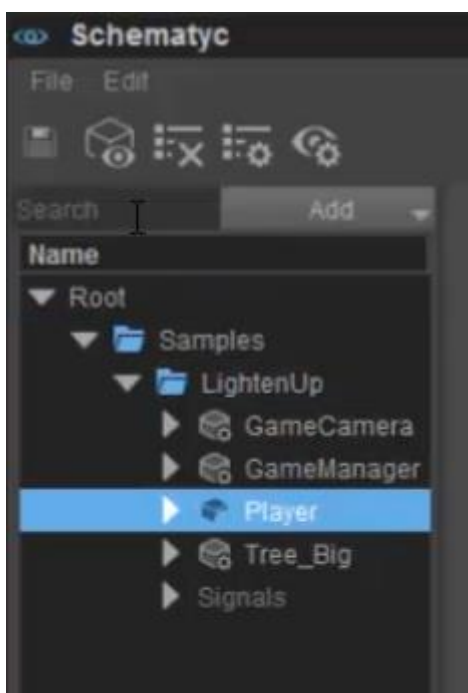 Schematyc
File Edit
Search Add
Name
Root
Samples
LightenUp
GameCamera
GameManager
Player
Tree_Big
Signals